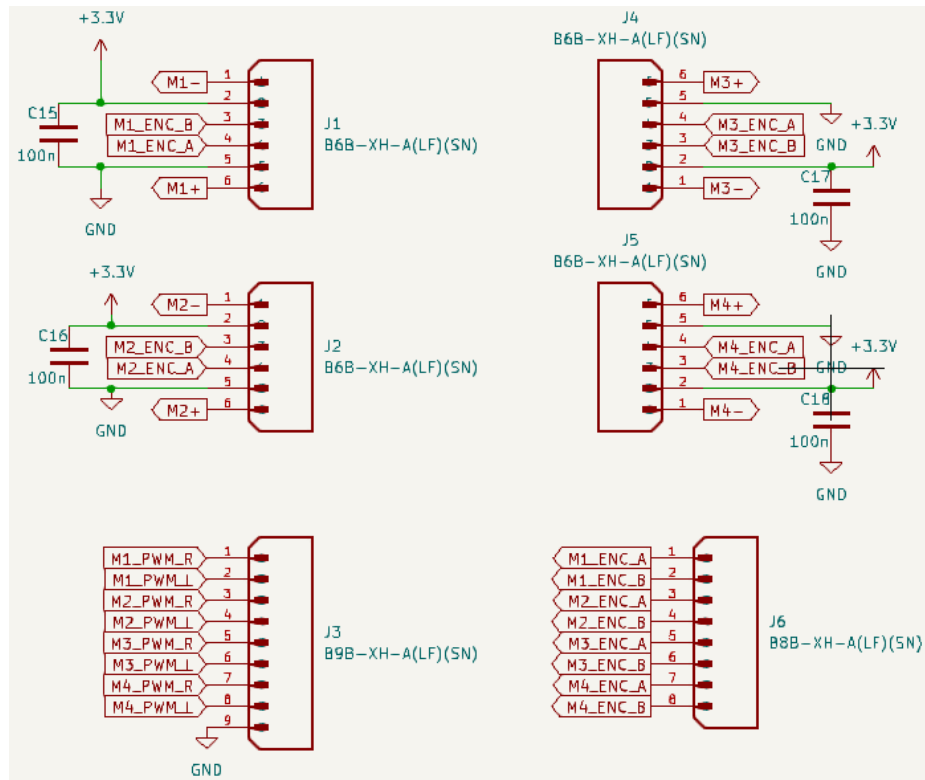 +3.3V
M1- 1
2
C15
100n
M1_ENC_B 3
M1_ENC_A 4
5
M1+ 6
GND
J1
B6B-XH-A(LF)(SN)
J4
B6B-XH-A(LF)(SN)
6 M3+
5
4 M3_ENC_A
3 M3_ENC_B
2
1 M3-
GND
+3.3V
C17
100n
GND
+3.3V
M2- 1
2
C16
100n
M2_ENC_B 3
M2_ENC_A 4
5
M2+ 6
GND
J2
B6B-XH-A(LF)(SN)
J5
B6B-XH-A(LF)(SN)
6 M4+
5
4 M4_ENC_A
3 M4_ENC_B
2
1 M4-
GND
+3.3V
C18
100n
GND
M1_PWM_R 1
M1_PWM_L 2
M2_PWM_R 3
M2_PWM_L 4
M3_PWM_R 5
M3_PWM_L 6
M4_PWM_R 7
M4_PWM_L 8
9
GND
J3
B9B-XH-A(LF)(SN)
M1_ENC_A 1
M1_ENC_B 2
M2_ENC_A 3
M2_ENC_B 4
M3_ENC_A 5
M3_ENC_B 6
M4_ENC_A 7
M4_ENC_B 8
J6
B8B-XH-A(LF)(SN)